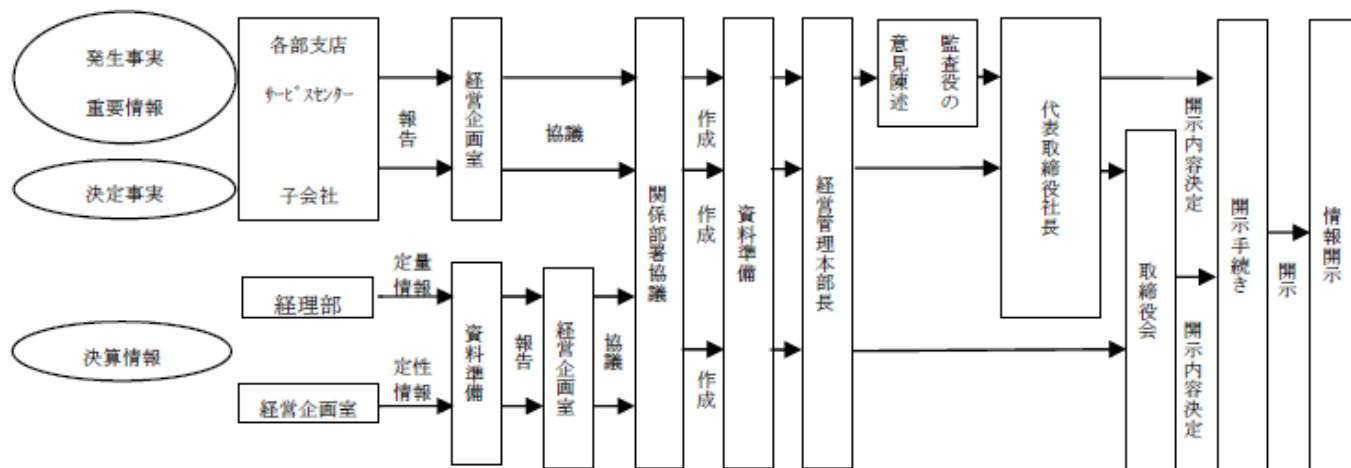 発生事実
重要情報
決定事実
決算情報
各部支店
ｻｰﾋﾞｽｾﾝﾀｰ
子会社
報告
経営企画室
協議
経理部
定量
情報
経営企画室
定性
情報
資料準備
報告
経営企画室
協議
関係部署協議
作成
作成
作成
資料準備
経営管理本部長
監査役の
意見陳述
代表取締役社長
取締役会
開示内容決定
開示内容決定
開示手続き
開示
情報開示